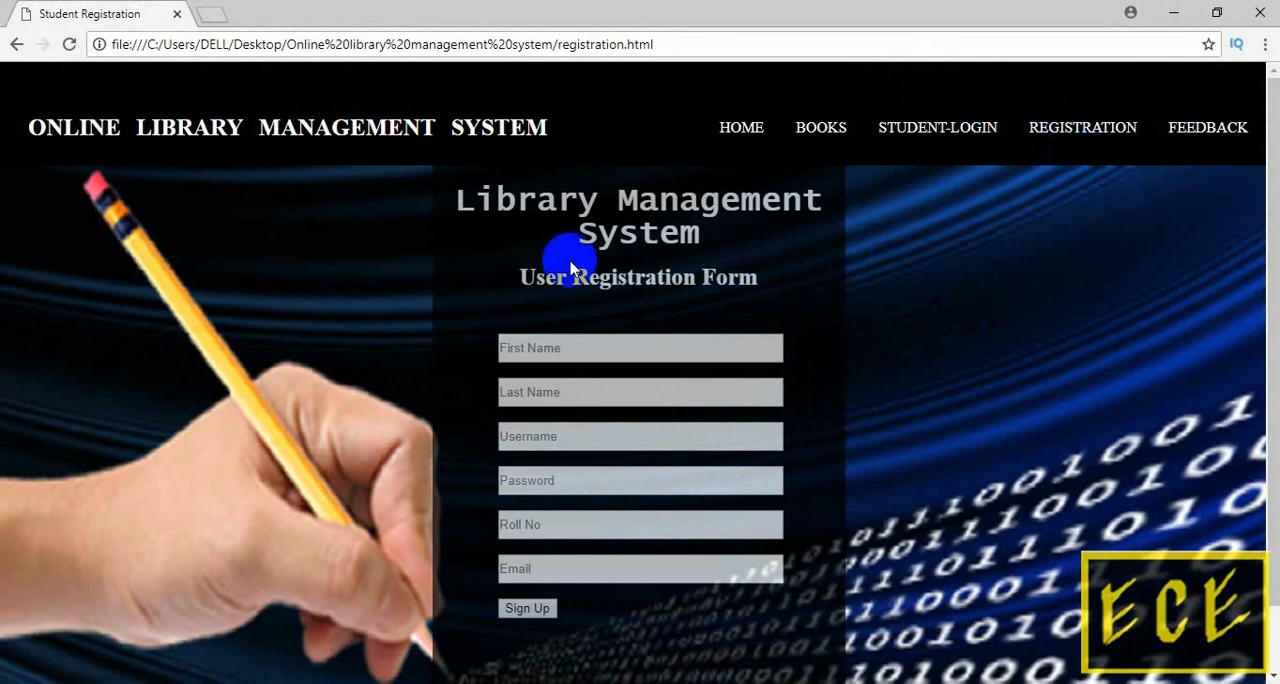 Student Registration
file:///C:/Users/DELL/Desktop/Online%20library%20management%20system/registration.html
IQ
ONLINE LIBRARY MANAGEMENT SYSTEM
HOME BOOKS STUDENT-LOGIN REGISTRATION FEEDBACK
Library Management
System
User Registration Form
First Name
Last Name
Username
Password
Roll No
Email
Sign Up
ECE